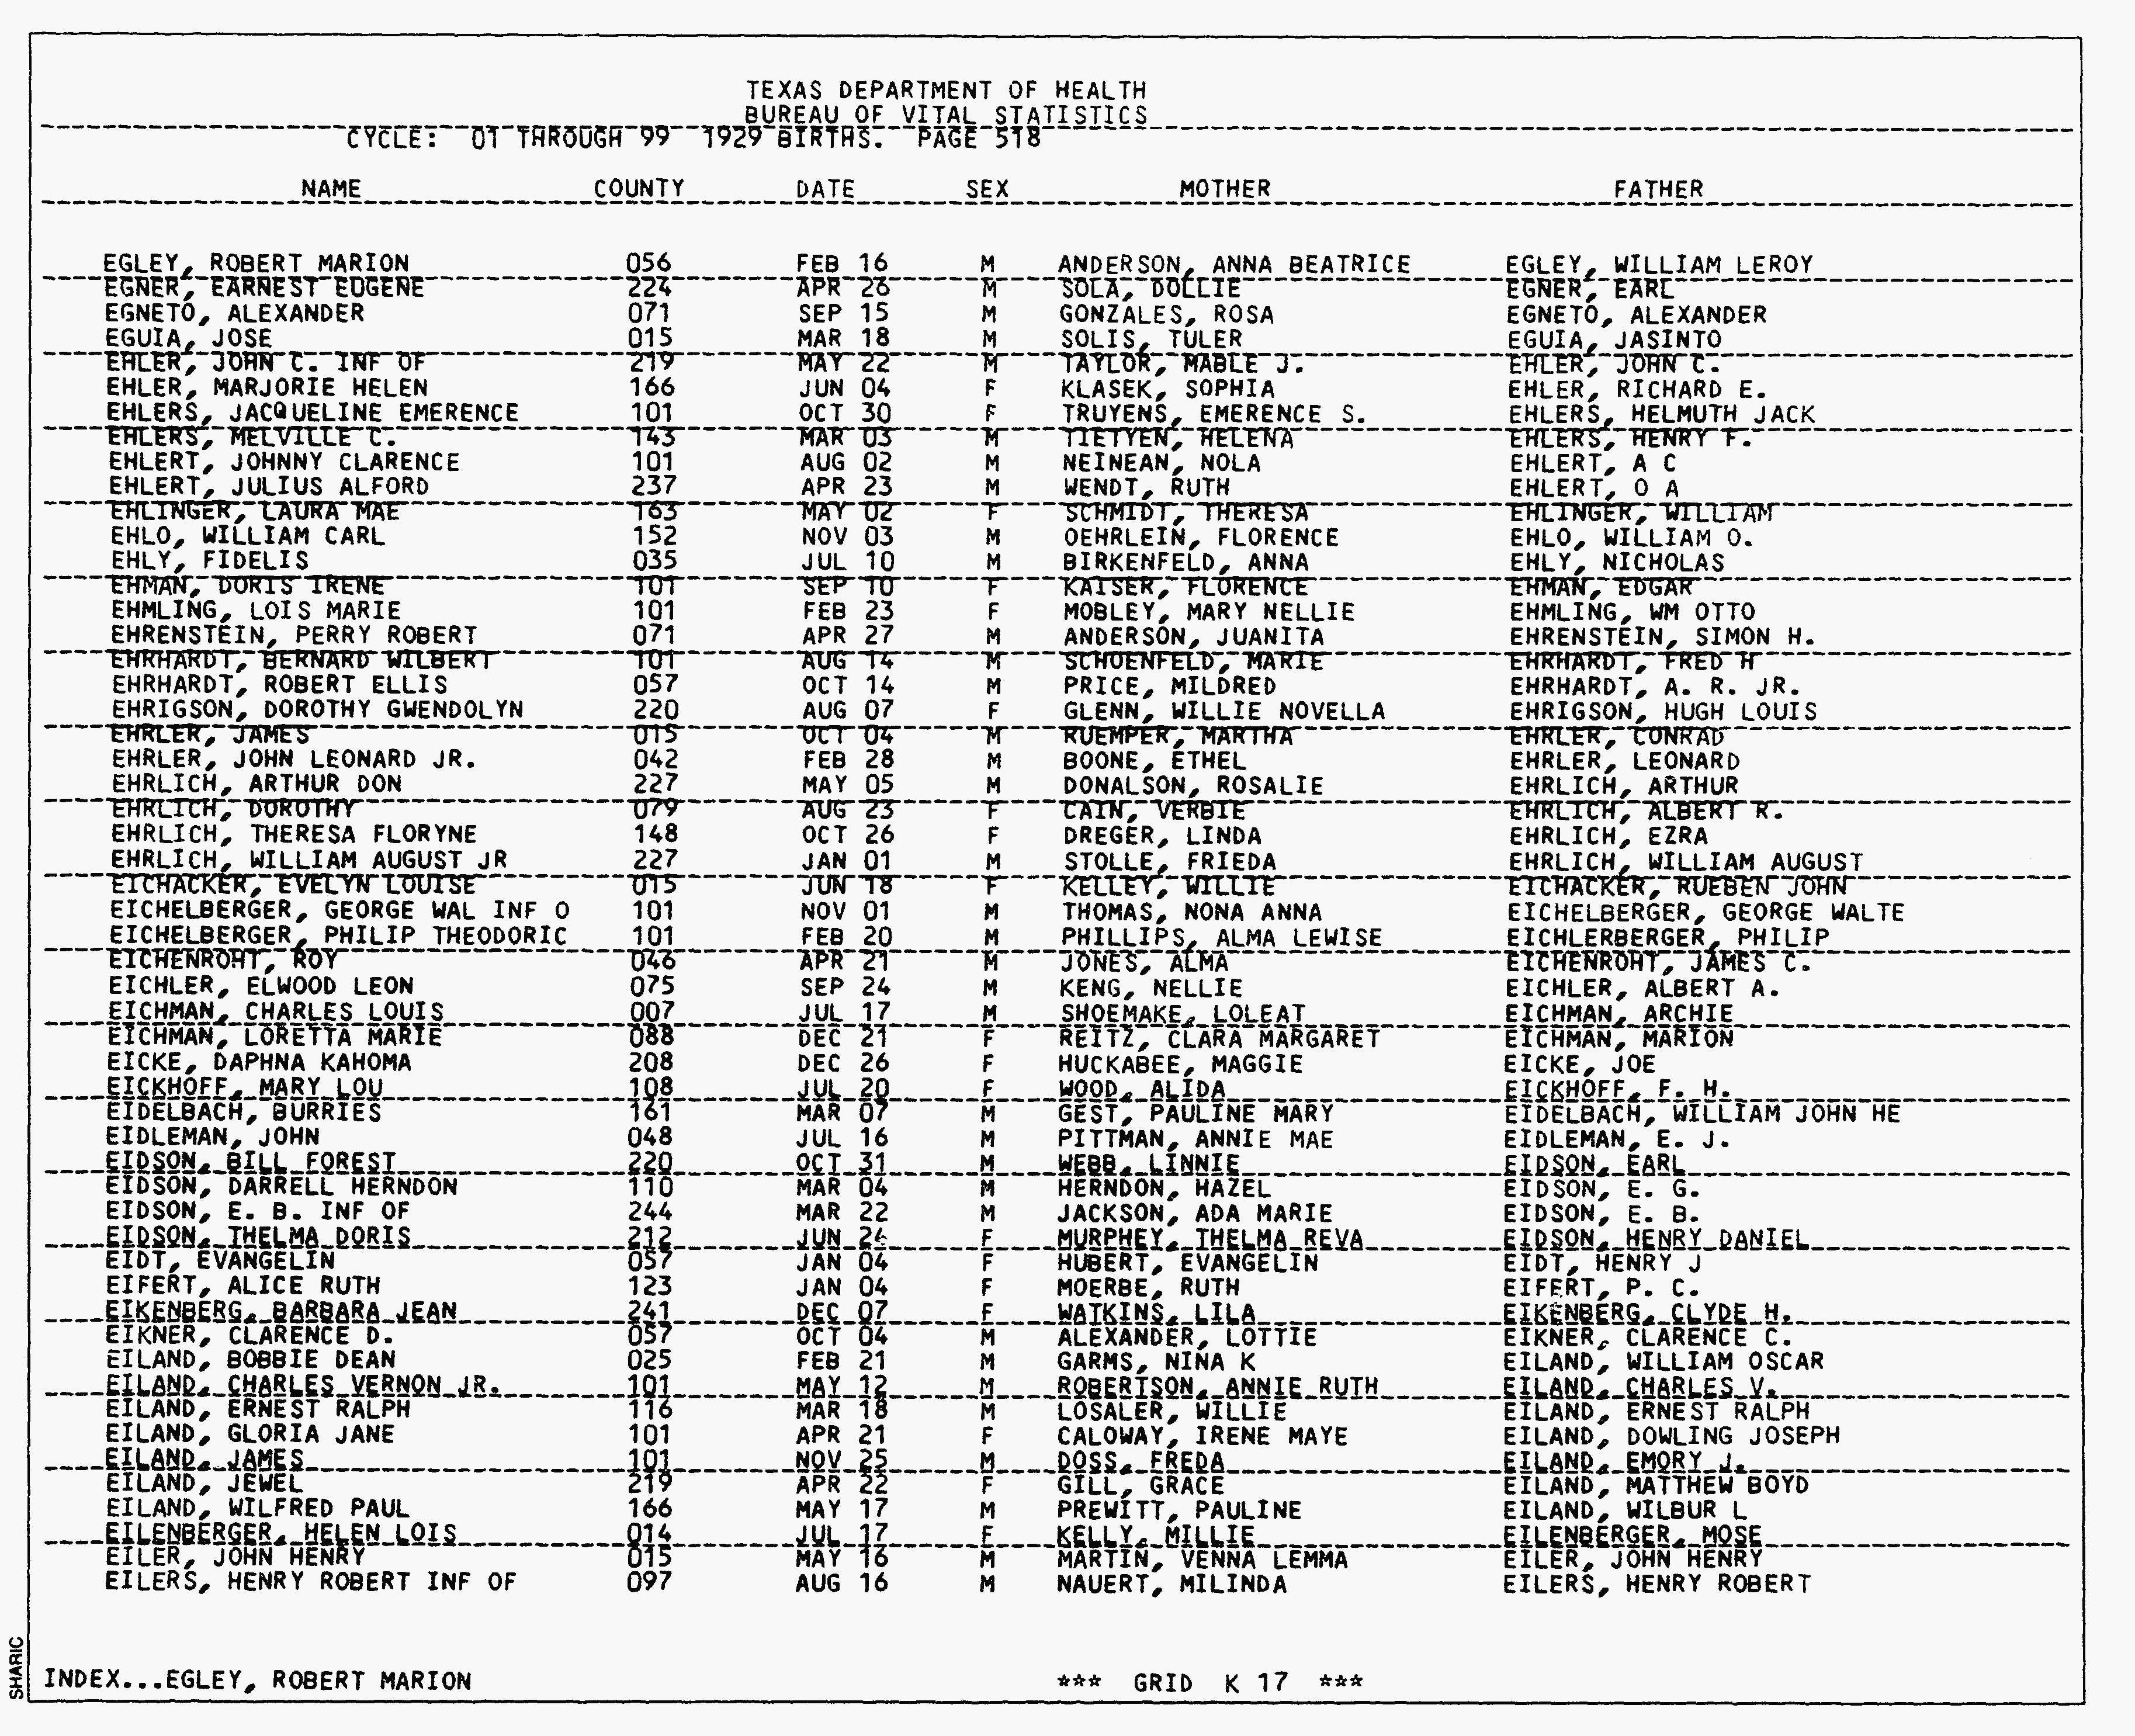 TEXAS DEPARTMENT OF HEALTH
BUREAU OF VITAL STATISTICS
CYCLE: 01 THROUGH 99 1929 BIRTHS. PAGE 518
NAME COUNTY DATE SEX MOTHER FATHER
EGLEY, ROBERT MARION 056 FEB 16 M ANDERSON, ANNA BEATRICE EGLEY, WILLIAM LEROY
EGNER, EARNEST EUGENE 224 APR 26 M SOLA, DOLLIE EGNER, EARL
EGNETO, ALEXANDER 071 SEP 15 M GONZALES, ROSA EGNETO, ALEXANDER
EGUIA, JOSE 015 MAR 18 M SOLIS, TULER EGUIA, JASINTO
EHLER, JOHN C. INF OF 219 MAY 22 M TAYLOR, MABLE J. EHLER, JOHN C.
EHLER, MARJORIE HELEN 166 JUN 04 F KLASEK, SOPHIA EHLER, RICHARD E.
EHLERS, JACQUELINE EMERENCE 101 OCT 30 F TRUYENS, EMERENCE S. EHLERS, HELMUTH JACK
EHLERS, MELVILLE C. 143 MAR 03 M TIETYEN, HELENA EHLERS, HENRY F.
EHLERT, JOHNNY CLARENCE 101 AUG 02 M NEINEAN, NOLA EHLERT, A C
EHLERT, JULIUS ALFORD 237 APR 23 M WENDT, RUTH EHLERT, O A
EHLINGER, LAURA MAE 163 MAY 02 F SCHMIDT, THERESA EHLINGER, WILLIAM
EHLO, WILLIAM CARL 152 NOV 03 M OEHRLEIN, FLORENCE EHLO, WILLIAM O.
EHLY, FIDELIS 035 JUL 10 M BIRKENFELD, ANNA EHLY, NICHOLAS
EHMAN, DORIS IRENE 101 SEP 10 F KAISER, FLORENCE EHMAN, EDGAR
EHMLING, LOIS MARIE 101 FEB 23 F MOBLEY, MARY NELLIE EHMLING, WM OTTO
EHRENSTEIN, PERRY ROBERT 071 APR 27 M ANDERSON, JUANITA EHRENSTEIN, SIMON H.
EHRHARDT, BERNARD WILBERT 101 AUG 14 M SCHOENFELD, MARIE EHRHARDT, FRED H
EHRHARDT, ROBERT ELLIS 057 OCT 14 M PRICE, MILDRED EHRHARDT, A. R. JR.
EHRIGSON, DOROTHY GWENDOLYN 220 AUG 07 F GLENN, WILLIE NOVELLA EHRIGSON, HUGH LOUIS
EHRLER, JAMES 015 OCT 04 M RUEMPER, MARTHA EHRLER, CONRAD
EHRLER, JOHN LEONARD JR. 042 FEB 28 M BOONE, ETHEL EHRLER, LEONARD
EHRLICH, ARTHUR DON 227 MAY 05 M DONALSON, ROSALIE EHRLICH, ARTHUR
EHRLICH, DOROTHY 079 AUG 23 F CAIN, VERBIE EHRLICH, ALBERT R.
EHRLICH, THERESA FLORYNE 148 OCT 26 F DREGER, LINDA EHRLICH, EZRA
EHRLICH, WILLIAM AUGUST JR 227 JAN 01 M STOLLE, FRIEDA EHRLICH, WILLIAM AUGUST
EICHACKER, EVELYN LOUISE 015 JUN 18 F KELLEY, WILLIE EICHACKER, RUEBEN JOHN
EICHELBERGER, GEORGE WAL INF O 101 NOV 01 M THOMAS, NONA ANNA EICHELBERGER, GEORGE WALTE
EICHELBERGER, PHILIP THEODORIC 101 FEB 20 M PHILLIPS, ALMA LEWISE EICHLERBERGER, PHILIP
EICHENROHT, ROY 046 APR 21 M JONES, ALMA EICHENROHT, JAMES C.
EICHLER, ELWOOD LEON 075 SEP 24 M KENG, NELLIE EICHLER, ALBERT A.
EICHMAN, CHARLES LOUIS 007 JUL 17 M SHOEMAKE, LOLEAT EICHMAN, ARCHIE
EICHMAN, LORETTA MARIE 088 DEC 21 F REITZ, CLARA MARGARET EICHMAN, MARION
EICKE, DAPHNA KAHOMA 208 DEC 26 F HUCKABEE, MAGGIE EICKE, JOE
EICKHOFF, MARY LOU 108 JUL 20 F WOOD, ALIDA EICKHOFF, F. H.
EIDELBACH, BURRIES 161 MAR 07 M GEST, PAULINE MARY EIDELBACH, WILLIAM JOHN HE
EIDLEMAN, JOHN 048 JUL 16 M PITTMAN, ANNIE MAE EIDLEMAN, E. J.
EIDSON, BILL FOREST 220 OCT 31 M WEBB, LINNIE EIDSON, EARL
EIDSON, DARRELL HERNDON 110 MAR 04 M HERNDON, HAZEL EIDSON, E. G.
EIDSON, E. B. INF OF 244 MAR 22 M JACKSON, ADA MARIE EIDSON, E. B.
EIDSON, THELMA DORIS 212 JUN 24 F MURPHEY, THELMA REVA EIDSON, HENRY DANIEL
EIDT, EVANGELIN 057 JAN 04 F HUBERT, EVANGELIN EIDT, HENRY J
EIFERT, ALICE RUTH 123 JAN 04 F MOERBE, RUTH EIFERT, P. C.
EIKENBERG, BARBARA JEAN 241 DEC 07 F WATKINS, LILA EIKENBERG, CLYDE H.
EIKNER, CLARENCE D. 057 OCT 04 M ALEXANDER, LOTTIE EIKNER, CLARENCE C.
EILAND, BOBBIE DEAN 025 FEB 21 M GARMS, NINA K EILAND, WILLIAM OSCAR
EILAND, CHARLES VERNON JR. 101 MAY 12 M ROBERTSON, ANNIE RUTH EILAND, CHARLES V.
EILAND, ERNEST RALPH 116 MAR 18 M LOSALER, WILLIE EILAND, ERNEST RALPH
EILAND, GLORIA JANE 101 APR 21 F CALOWAY, IRENE MAYE EILAND, DOWLING JOSEPH
EILAND, JAMES 101 NOV 25 M DOSS, FREDA EILAND, EMORY J.
EILAND, JEWEL 219 APR 22 F GILL, GRACE EILAND, MATTHEW BOYD
EILAND, WILFRED PAUL 166 MAY 17 M PREWITT, PAULINE EILAND, WILBUR L
EILENBERGER, HELEN LOIS 014 JUL 17 F KELLY, MILLIE EILENBERGER, MOSE
EILER, JOHN HENRY 015 MAY 16 M MARTIN, VENNA LEMMA EILER, JOHN HENRY
EILERS, HENRY ROBERT INF OF 097 AUG 16 M NAUERT, MILINDA EILERS, HENRY ROBERT
SHARIC
INDEX...EGLEY, ROBERT MARION *** GRID K 17 ***